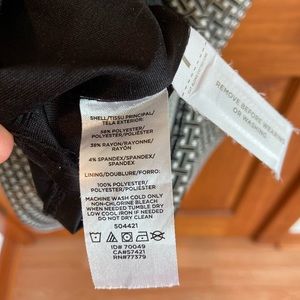 SHELL/TISSU PRINCIPAL/
TELA EXTERIOR:
58% POLYESTER/
POLYESTER/POLIESTER
38% RAYON/RAYONNE/
RAYÓN
4% SPANDEX/SPANDEX/
SPANDEX
LINING/DOUBLURE/FORRO:
100% POLYESTER/
POLYESTER/POLIESTER
MACHINE WASH COLD ONLY
NON-CHLORINE BLEACH
WHEN NEEDED TUMBLE DRY
LOW COOL IRON IF NEEDED
DO NOT DRY CLEAN
504421
ID# 70049
CA#57421
RN#77379
REMOVE BEFORE WEARING
OR WASHING